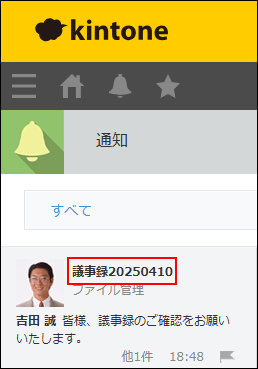 kintone
通知
すべて
議事録20250410
ファイル管理
吉田 誠 皆様、議事録のご確認をお願い
いたします。
他1件 18:48